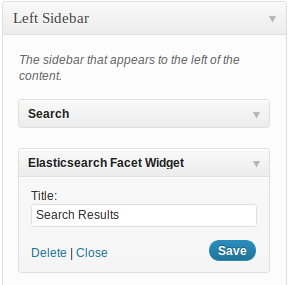 Left Sidebar
The sidebar that appears to the left of the
content.
Search
Elasticsearch Facet Widget
Title:
Search Results
Delete | Close
Save